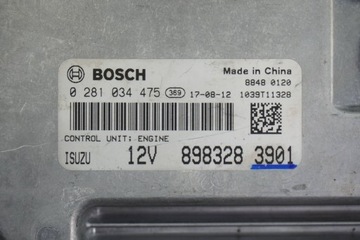 BOSCH
Made in China
8848 0120
0 281 034 475 369 17-08-12 1039T11328
CONTROL UNIT: ENGINE
ISUZU 12V 898328 3901